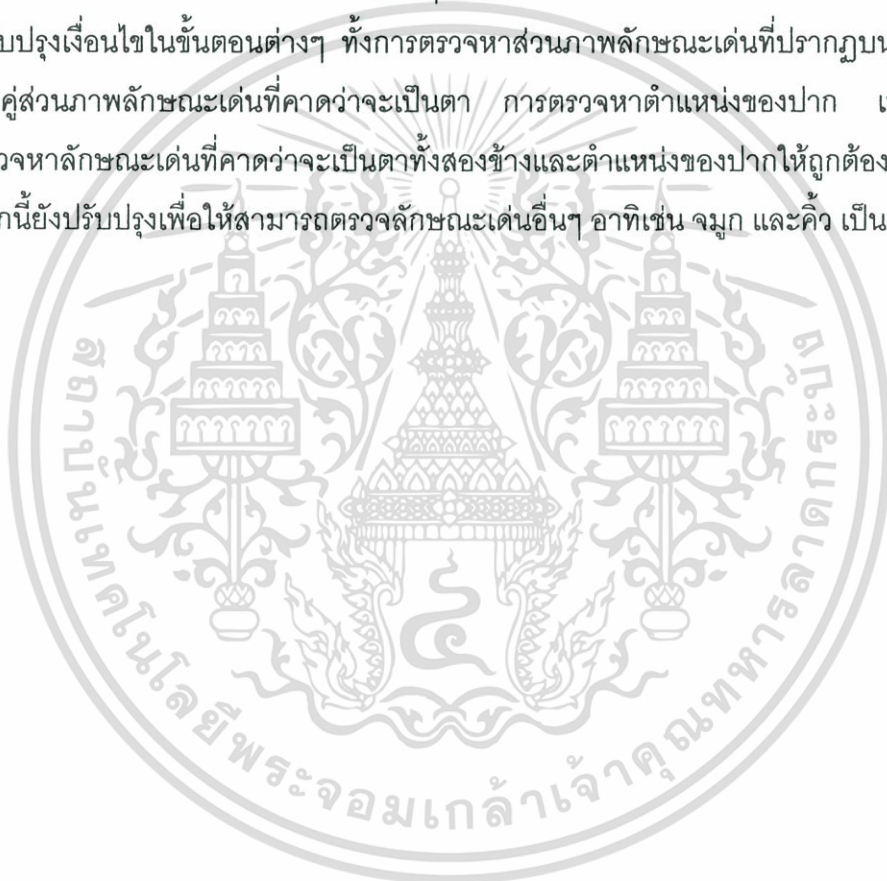 บปรุงเงื่อนไขในขั้นตอนต่างๆ ทั้งการตรวจหาส่วนภาพลักษณะเด่นที่ปรากฏบน
คู่ส่วนภาพลักษณะเด่นที่คาดว่าจะเป็นตา การตรวจหาตำแหน่งของปาก
วจหาลักษณะเด่นที่คาดว่าจะเป็นตาทั้งสองข้างและตำแหน่งของปากให้ถูกต้อง
กนี้ยังปรับปรุงเพื่อให้สามารถตรวจลักษณะเด่นอื่นๆ อาทิเช่น จมูก และคิ้ว เป็น
สถาบันเทคโนโลยีพระจอมเกล้าเจ้าคุณทหารลาดกระบัง